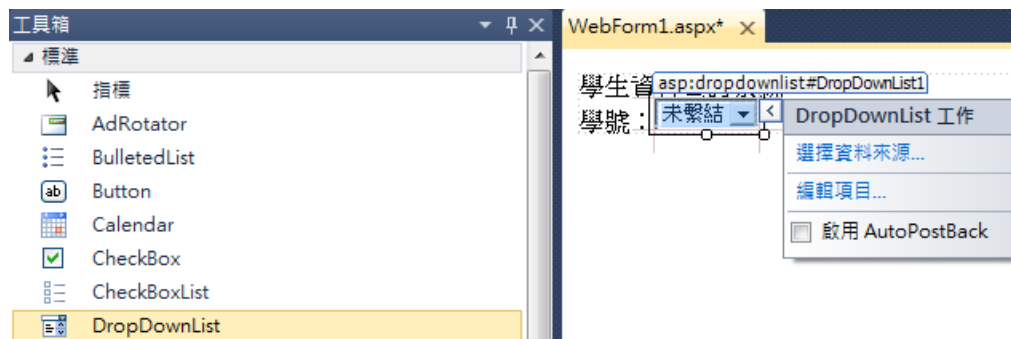 工具箱
標準
指標
AdRotator
BulletedList
Button
Calendar
CheckBox
CheckBoxList
DropDownList
WebForm1.aspx*
學生資
asp:dropdownlist#DropDownList1
學號：
未繫結
DropDownList 工作
選擇資料來源...
編輯項目...
啟用 AutoPostBack